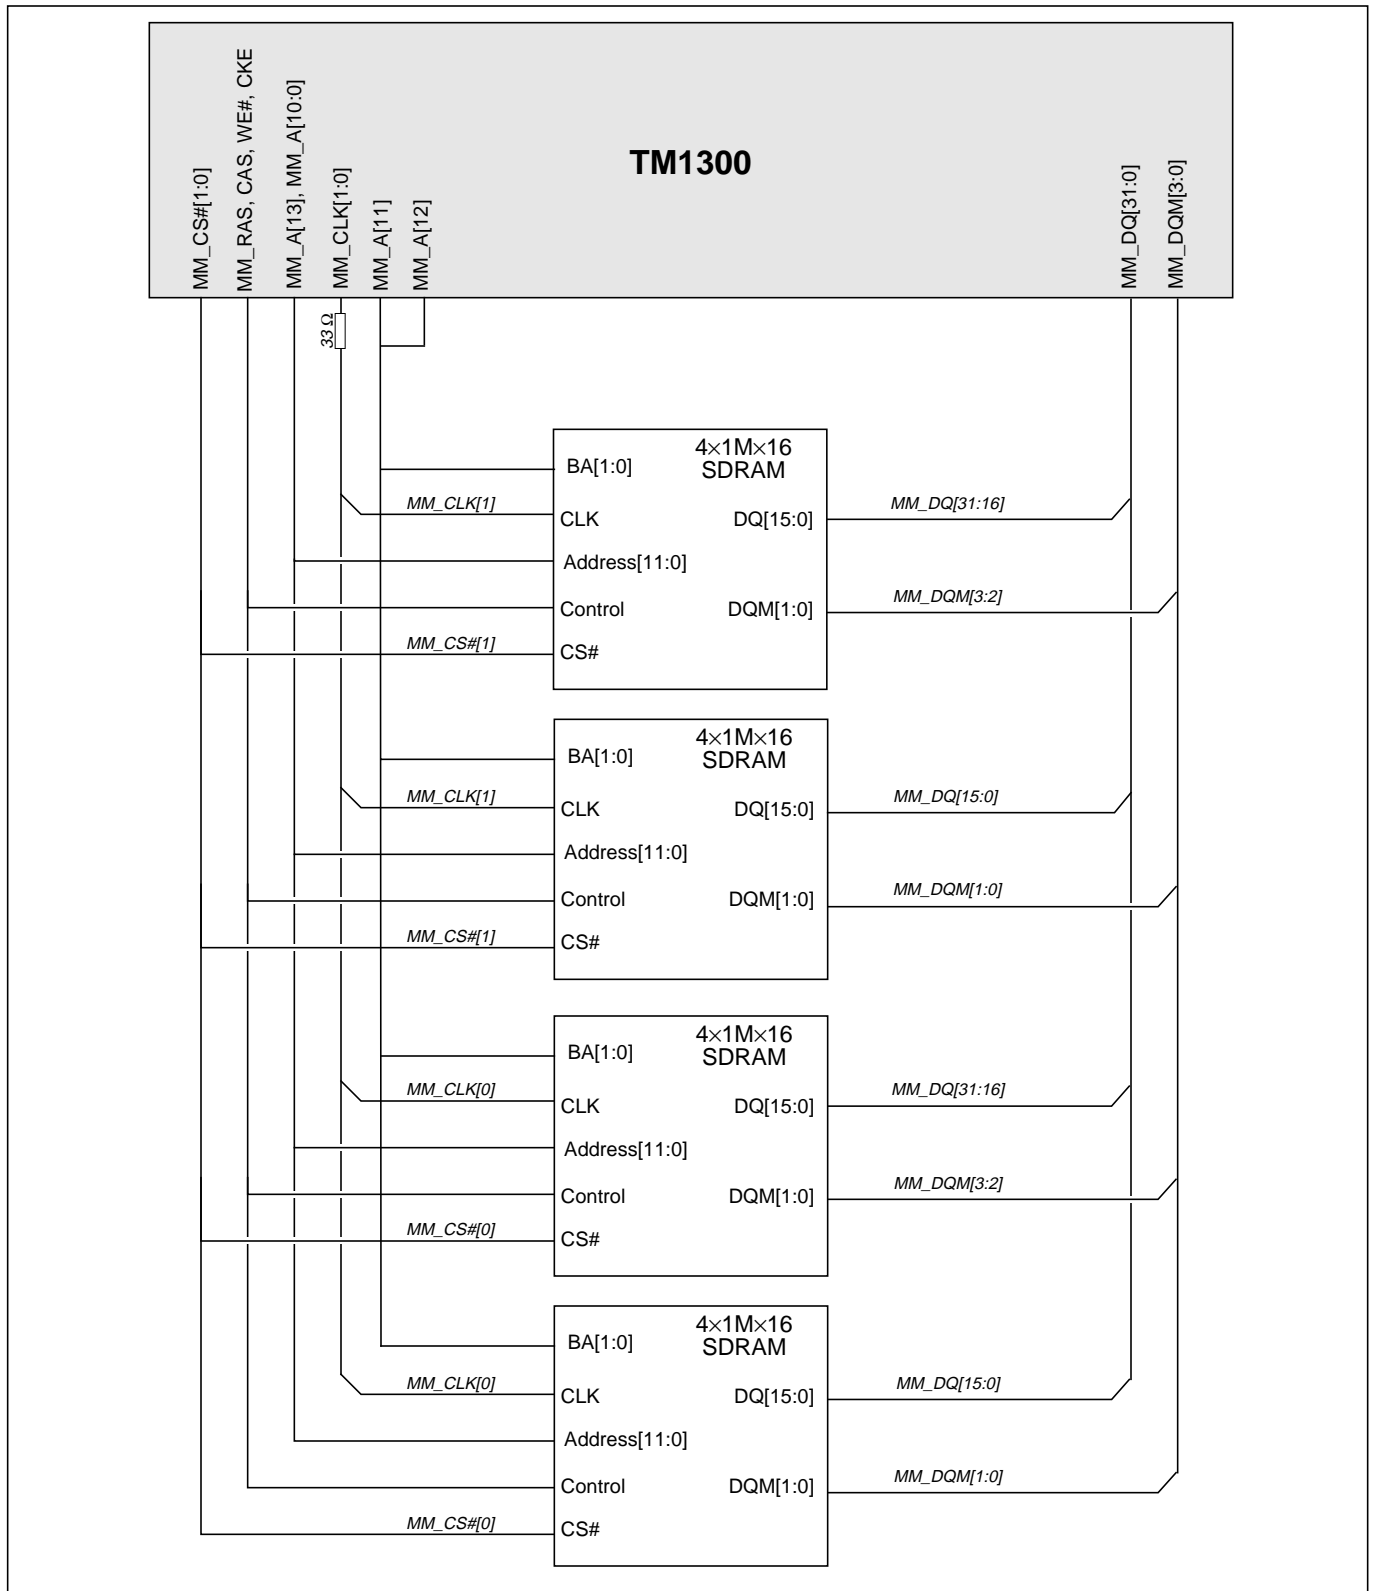 TM1300
MM_CS#[1:0]
MM_RAS, CAS, WE#, CKE
MM_A[13], MM_A[10:0]
MM_CLK[1:0]
MM_A[11]
MM_A[12]
MM_DQ[31:0]
MM_DQM[3:0]
33 Ω
4×1M×16
SDRAM
BA[1:0]
MM_CLK[1]
CLK
DQ[15:0]
MM_DQ[31:16]
Address[11:0]
Control
DQM[1:0]
MM_DQM[3:2]
MM_CS#[1]
CS#
4×1M×16
SDRAM
BA[1:0]
MM_CLK[1]
CLK
DQ[15:0]
MM_DQ[15:0]
Address[11:0]
Control
DQM[1:0]
MM_DQM[1:0]
MM_CS#[1]
CS#
4×1M×16
SDRAM
BA[1:0]
MM_CLK[0]
CLK
DQ[15:0]
MM_DQ[31:16]
Address[11:0]
Control
DQM[1:0]
MM_DQM[3:2]
MM_CS#[0]
CS#
4×1M×16
SDRAM
BA[1:0]
MM_CLK[0]
CLK
DQ[15:0]
MM_DQ[15:0]
Address[11:0]
Control
DQM[1:0]
MM_DQM[1:0]
MM_CS#[0]
CS#